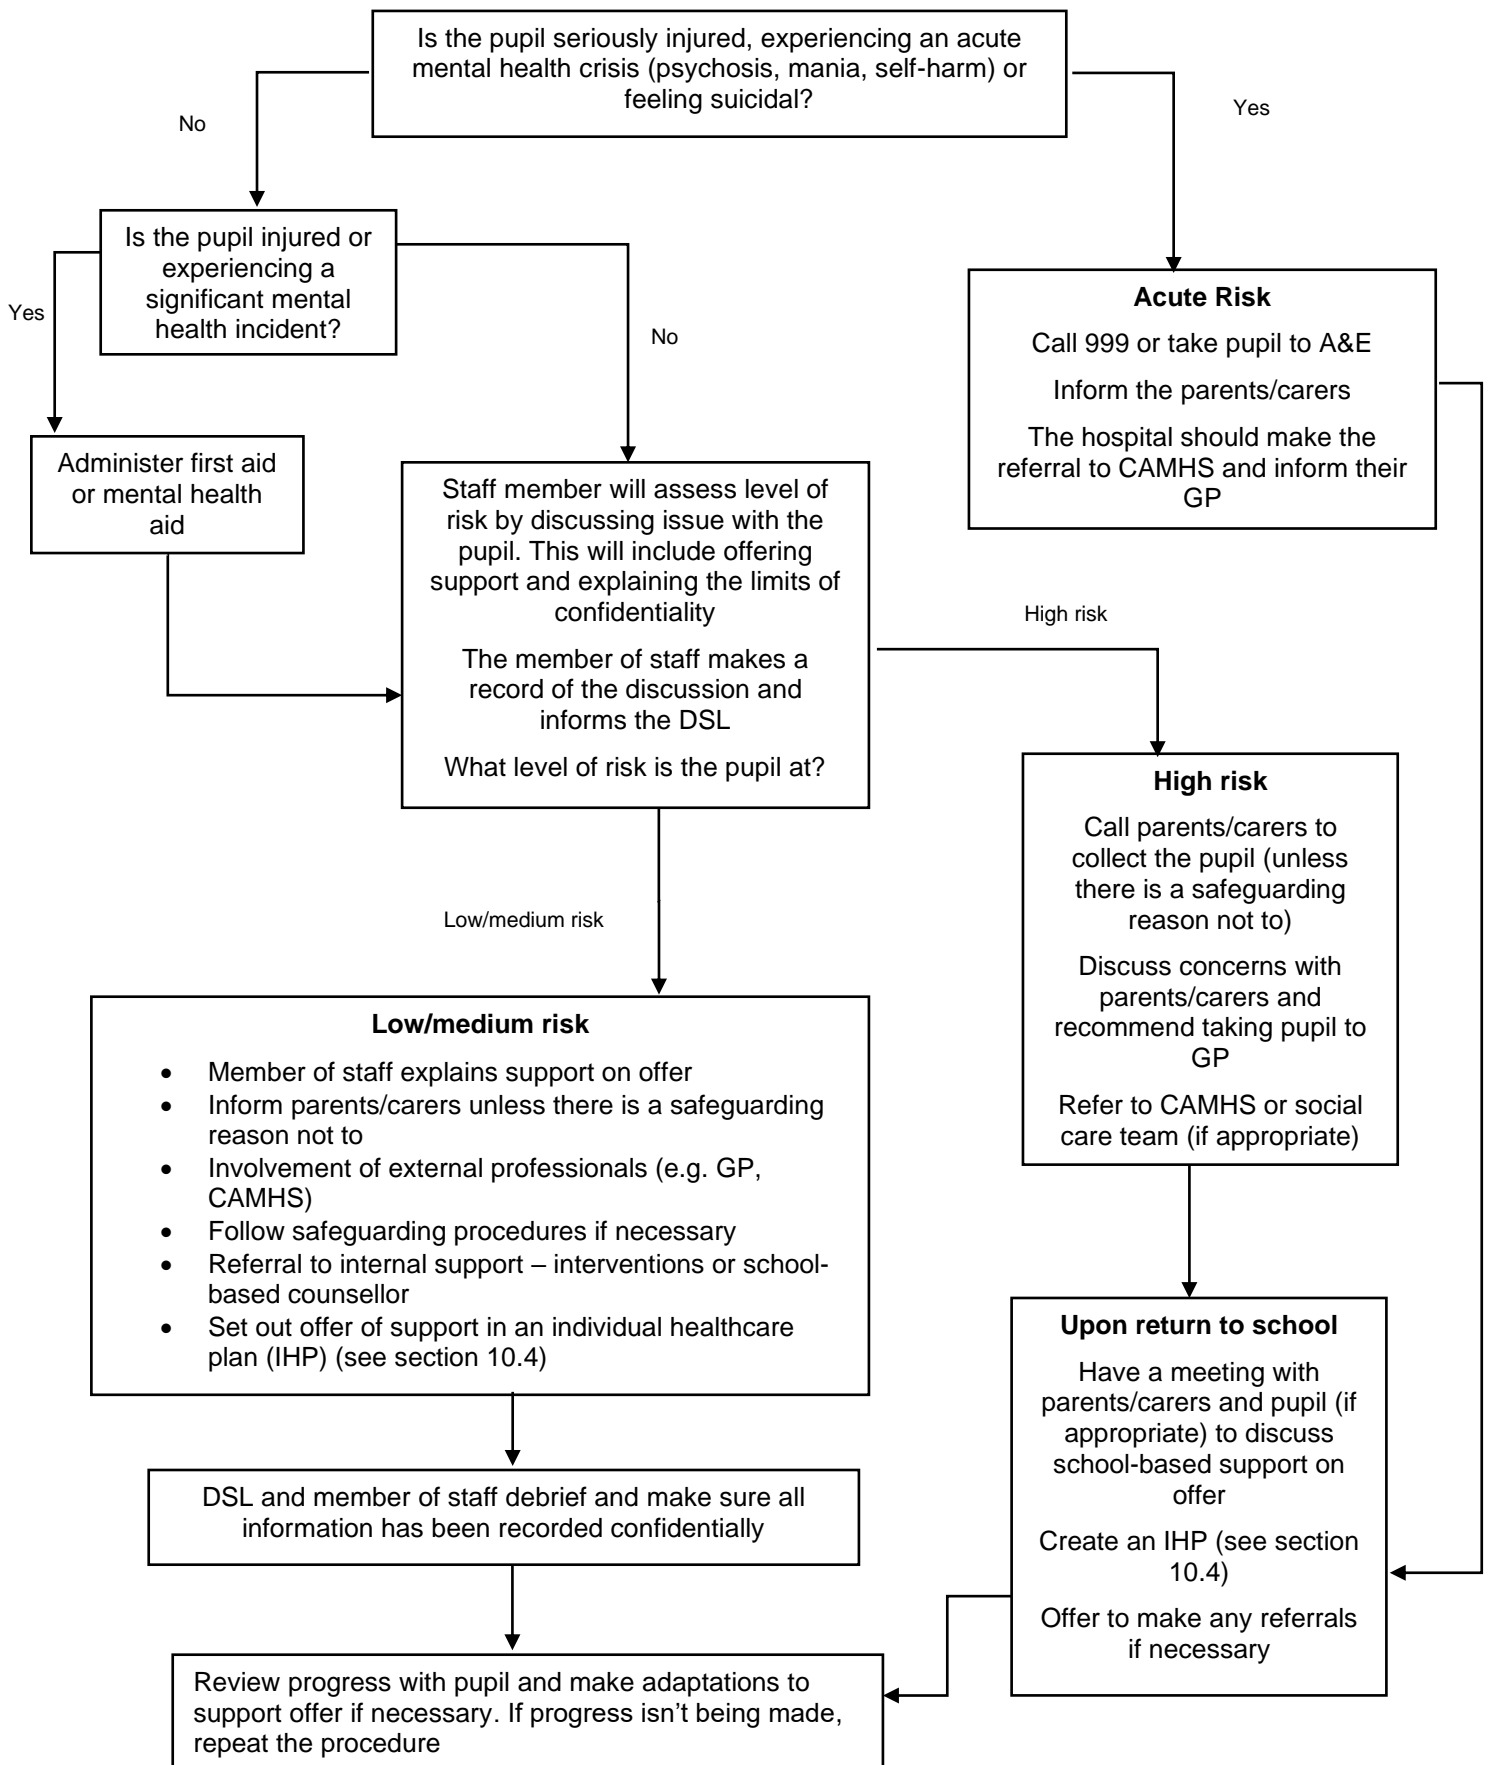 Is the pupil seriously injured, experiencing an acute
mental health crisis (psychosis, mania, self-harm) or
feeling suicidal?
No
Yes
Is the pupil injured or
experiencing a
significant mental
health incident?
Yes
No
Acute Risk
Call 999 or take pupil to A&E
Inform the parents/carers
The hospital should make the
referral to CAMHS and inform their
GP
Administer first aid
or mental health
aid
Staff member will assess level of
risk by discussing issue with the
pupil. This will include offering
support and explaining the limits of
confidentiality
The member of staff makes a
record of the discussion and
informs the DSL
What level of risk is the pupil at?
High risk
High risk
Call parents/carers to
collect the pupil (unless
there is a safeguarding
reason not to)
Discuss concerns with
parents/carers and
recommend taking pupil to
GP
Refer to CAMHS or social
care team (if appropriate)
Low/medium risk
Low/medium risk
• Member of staff explains support on offer
• Inform parents/carers unless there is a safeguarding
reason not to
• Involvement of external professionals (e.g. GP,
CAMHS)
• Follow safeguarding procedures if necessary
• Referral to internal support – interventions or school-
based counsellor
• Set out offer of support in an individual healthcare
plan (IHP) (see section 10.4)
Upon return to school
Have a meeting with
parents/carers and pupil (if
appropriate) to discuss
school-based support on
offer
Create an IHP (see section
10.4)
Offer to make any referrals
if necessary
DSL and member of staff debrief and make sure all
information has been recorded confidentially
Review progress with pupil and make adaptations to
support offer if necessary. If progress isn’t being made,
repeat the procedure